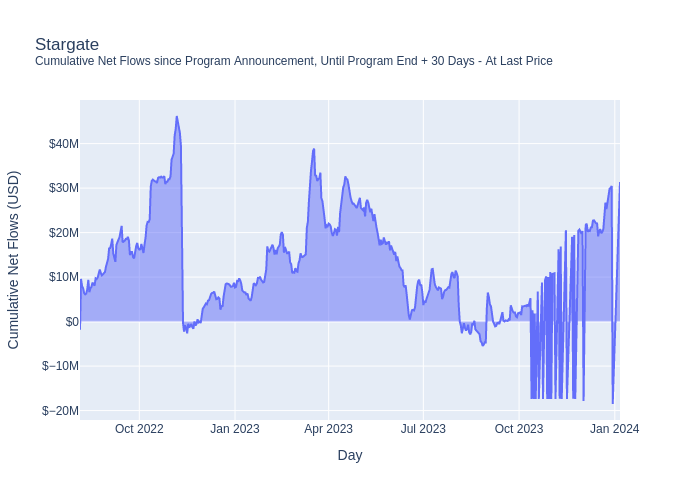 Stargate
Cumulative Net Flows since Program Announcement, Until Program End + 30 Days - At Last Price
Cumulative Net Flows (USD)
$40M
$30M
$20M
$10M
$0
$−10M
$−20M
Oct 2022
Jan 2023
Apr 2023
Jul 2023
Oct 2023
Jan 2024
Day